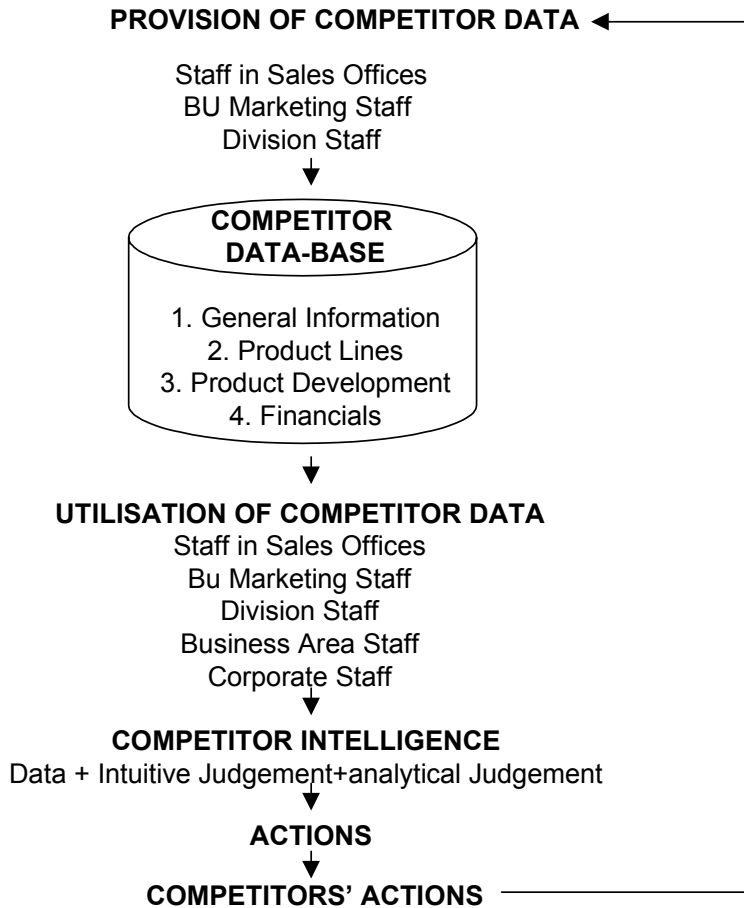 PROVISION OF COMPETITOR DATA
Staff in Sales Offices
BU Marketing Staff
Division Staff
COMPETITOR
DATA-BASE
1. General Information
2. Product Lines
3. Product Development
4. Financials
UTILISATION OF COMPETITOR DATA
Staff in Sales Offices
Bu Marketing Staff
Division Staff
Business Area Staff
Corporate Staff
COMPETITOR INTELLIGENCE
Data + Intuitive Judgement+analytical Judgement
ACTIONS
COMPETITORS’ ACTIONS